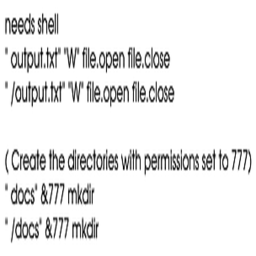 needs shell
" output.txt" "W" file.open file.close
" /output.txt" "W" file.open file.close
( Create the directories with permissions set to 777)
" docs" &777 mkdir
" /docs" &777 mkdir